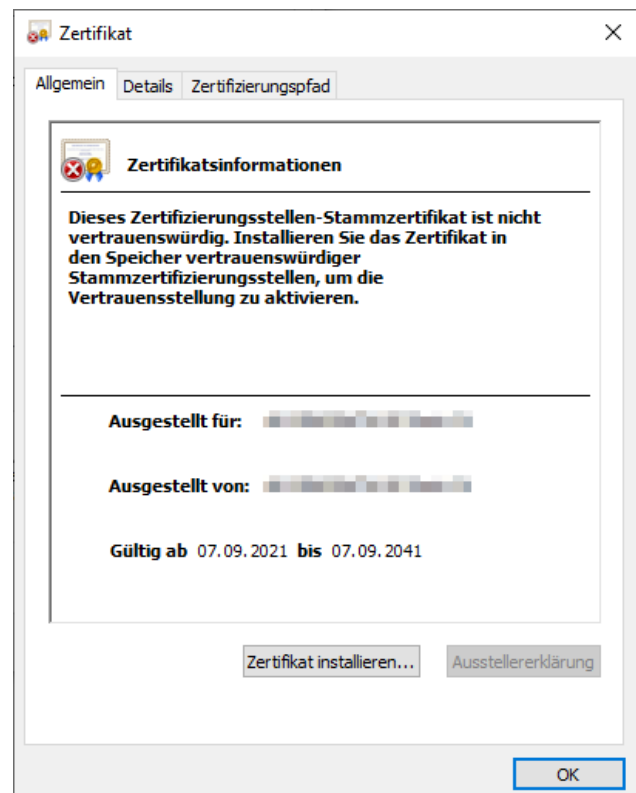 Zertifikat
Allgemein Details Zertifizierungspfad
Zertifikatsinformationen
Dieses Zertifizierungsstellen-Stammzertifikat ist nicht
vertrauenswürdig. Installieren Sie das Zertifikat in
den Speicher vertrauenswürdiger
Stammzertifizierungsstellen, um die
Vertrauensstellung zu aktivieren.
Ausgestellt für:
Ausgestellt von:
Gültig ab 07.09.2021 bis 07.09.2041
Zertifikat installieren... Ausstellererklärung
OK